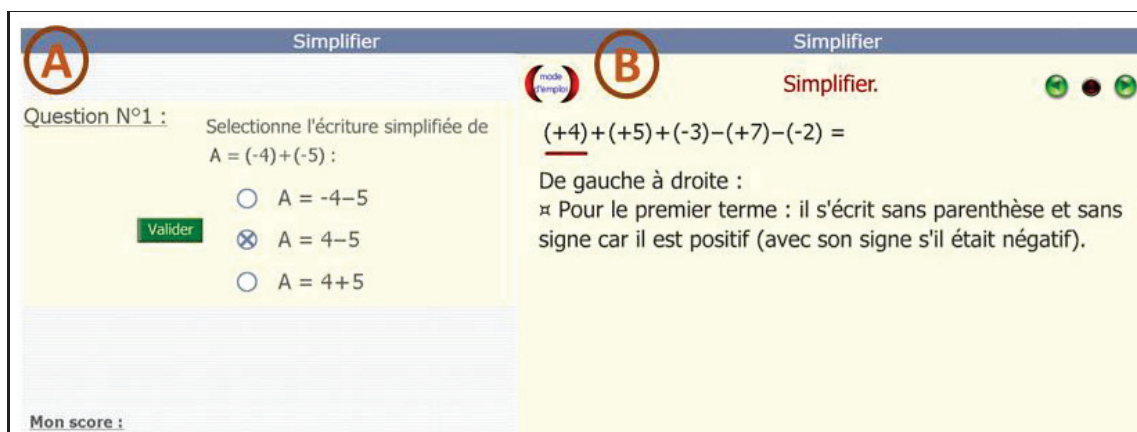 Simplifier
A
Question N°1 :
Selectionne l'écriture simplifiée de
A = (-4)+(-5) :
A = -4−5
Valider
A = 4−5
A = 4+5
Mon score :
Simplifier
B
mode
d'emploi
Simplifier.
(+4)+(+5)+(-3)−(+7)−(-2) =
De gauche à droite :
¤ Pour le premier terme : il s'écrit sans parenthèse et sans
signe car il est positif (avec son signe s'il était négatif).